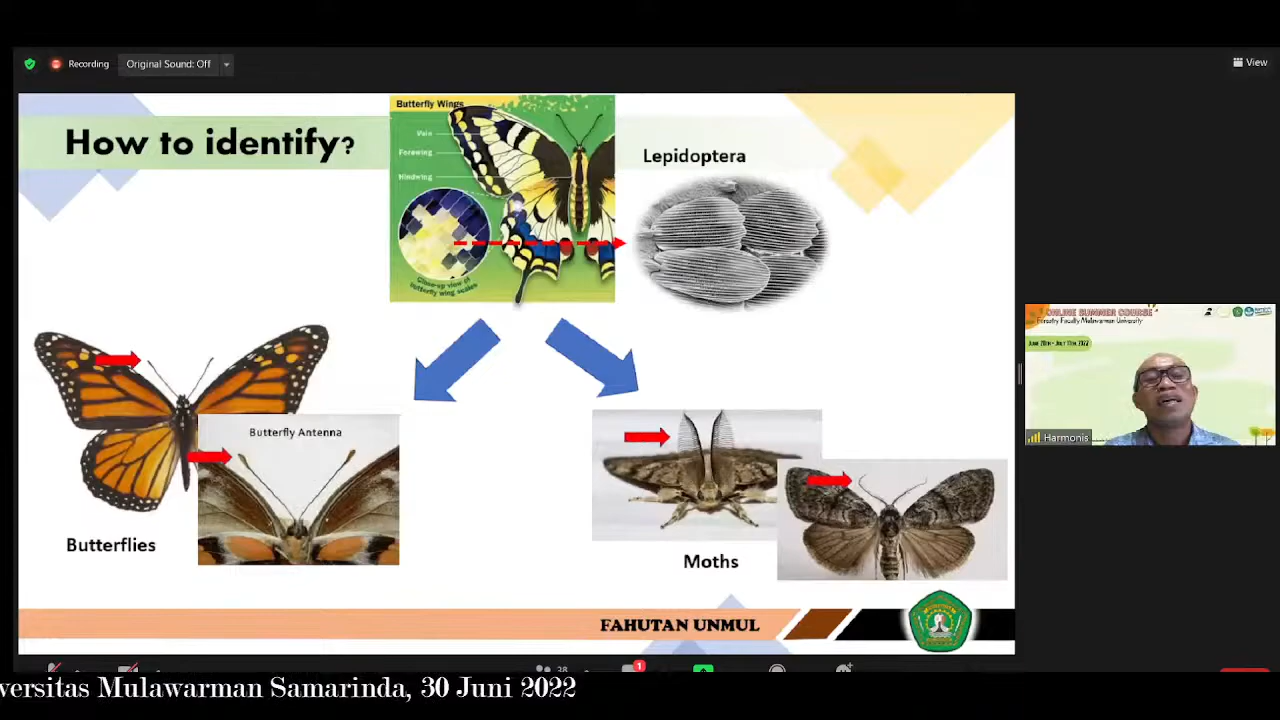 Recording
Original Sound: Off
View
How to identify?
Butterfly Wings
Vein
Forewing
Hindwing
Close-up view of
butterfly wing scales
Lepidoptera
Butterfly Antenna
Butterflies
Moths
FAHUTAN UNMUL
ONLINE SUMMER COURSE
Forestry Faculty Mulawarman University
Harmonis
38
1
versitas Mulawarman Samarinda, 30 Juni 2022